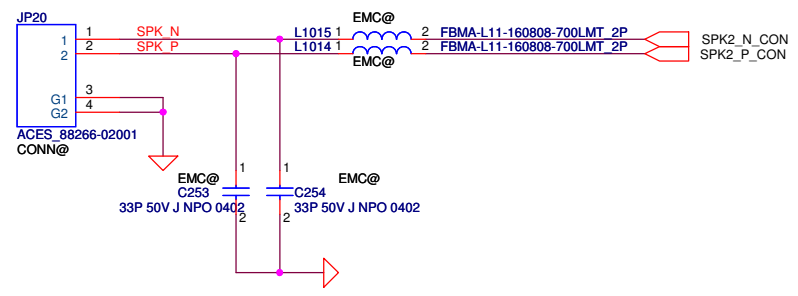 JP20
EMC@
1 1 SPK_N L1015 1 2 FBMA-L11-160808-700LMT_2P SPK2_N_CON
2 2 SPK_P L1014 1 2 FBMA-L11-160808-700LMT_2P SPK2_P_CON
EMC@
G1 3
G2 4
ACES_88266-02001
CONN@
1 1
EMC@ EMC@
C253 C254
33P 50V J NPO 0402 33P 50V J NPO 0402
2 2